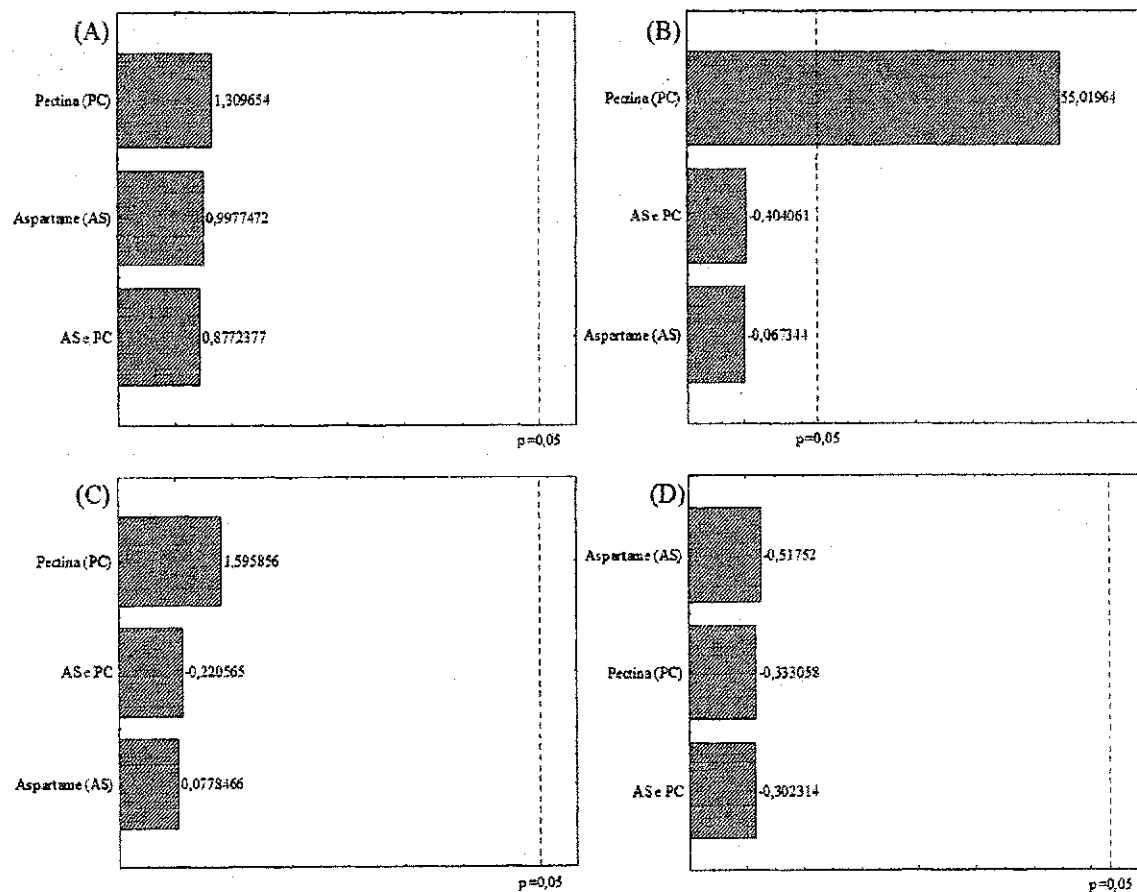 (A)
Pectina (PC)
1,309654
Aspartame (AS)
0,9977472
AS e PC
0,8772377
p=0,05
(B)
Pectina (PC)
55,01964
AS e PC
-0,404061
Aspartame (AS)
-0,067344
p=0,05
(C)
Pectina (PC)
1,595856
AS e PC
-0,220565
Aspartame (AS)
0,0778466
p=0,05
(D)
Aspartame (AS)
-0,51752
Pectina (PC)
-0,333058
AS e PC
-0,302314
p=0,05